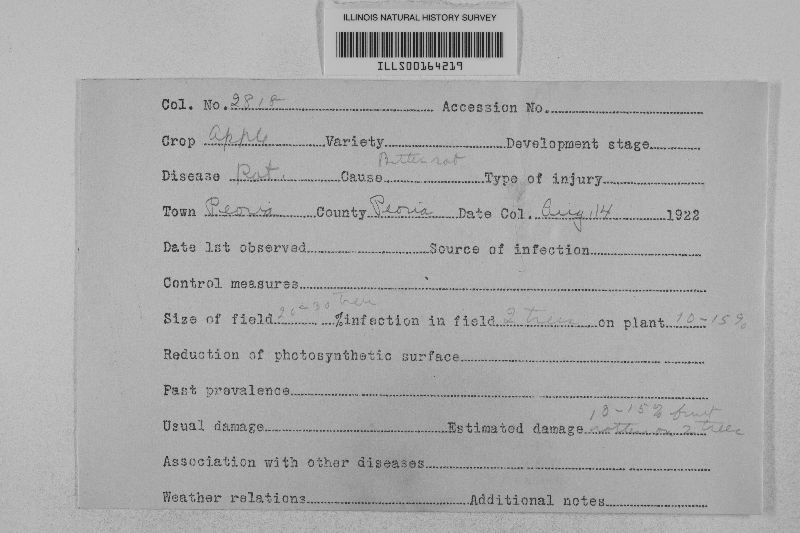 ILLINOIS NATURAL HISTORY SURVEY
ILLS00164219
Col. No. 2818 Accession No.
Crop Apple Variety Development stage
Bitter rot
Disease Rot. Cause Type of injury
Town Peoria County Peoria Date Col. Aug. 14 1922
Date 1st observed Source of infection
Control measures
Size of field 20-30 trees %infection in field 2 trees on plant 10-15%
Reduction of photosynthetic surface
Past prevalence
10-15% fruit
Usual damage Estimated damage rotten on 2 trees
Association with other diseases
Weather relations Additional notes